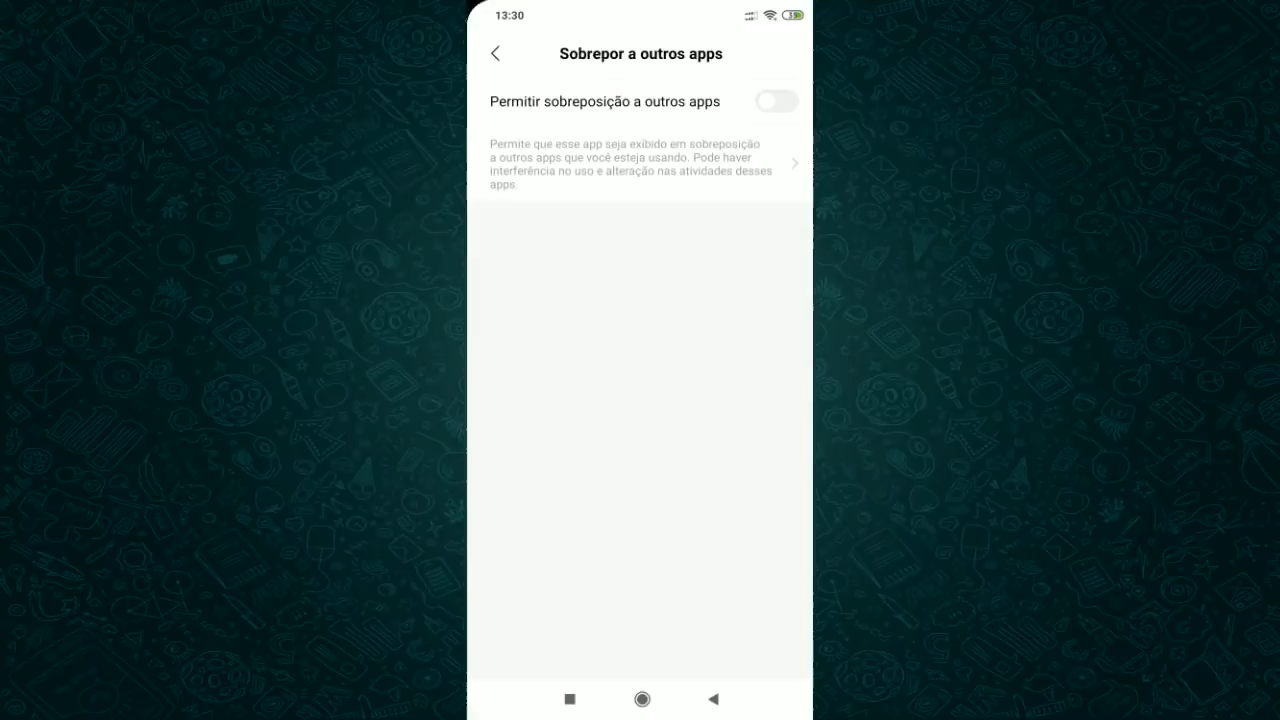 13:30
Sobrepor a outros apps
Permitir sobreposição a outros apps
Permite que esse app seja exibido em sobreposição
a outros apps que você esteja usando. Pode haver
interferência no uso e alteração nas atividades desses
apps.